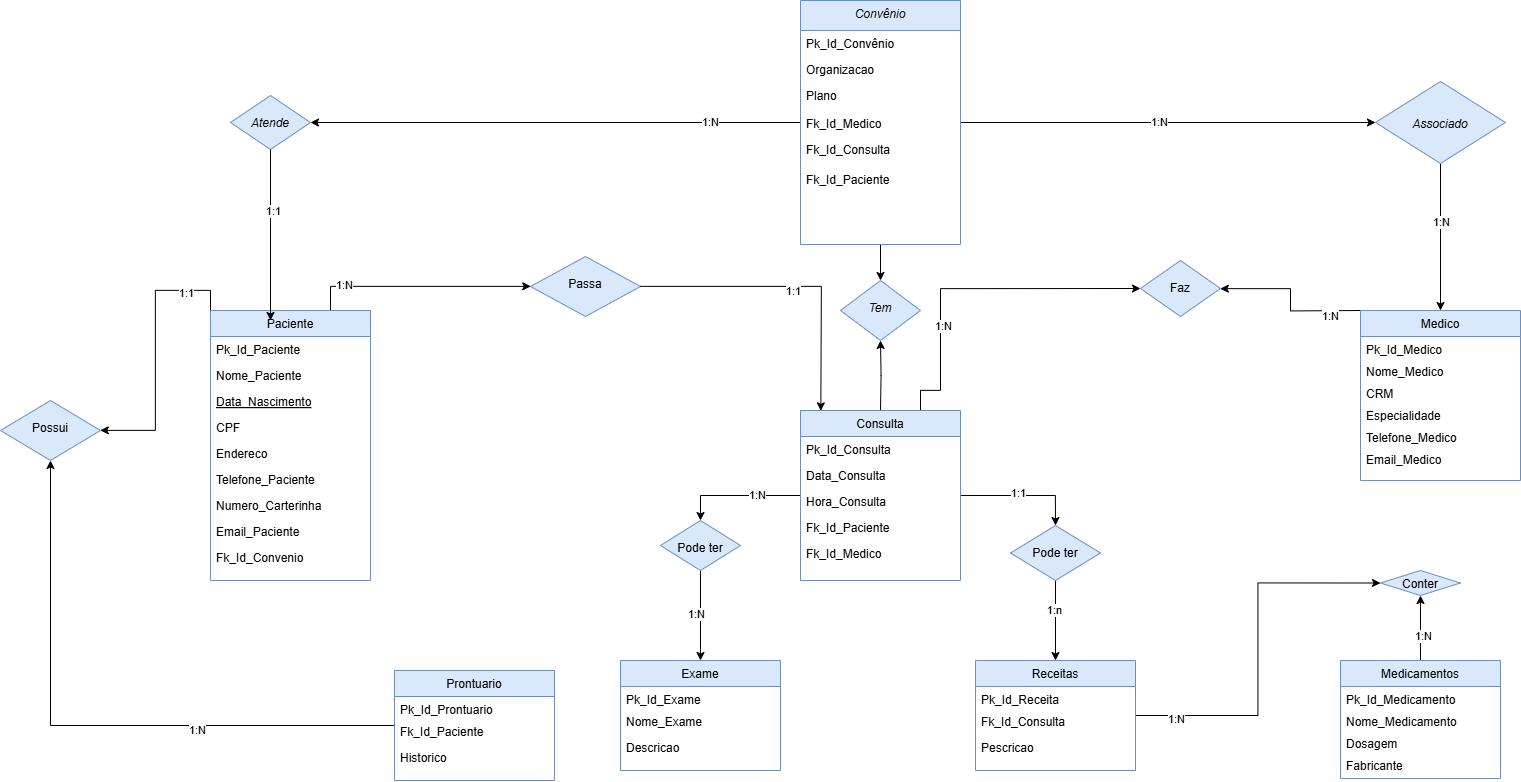 Convênio
Pk_Id_Convênio
Organizacao
Plano
Fk_Id_Medico
Fk_Id_Consulta
Fk_Id_Paciente
Atende
1:N
1:N
Associado
1:1
1:N
Passa
1:N
1:1
Tem
Faz
1:N
1:N
1:1
Paciente
Pk_Id_Paciente
Nome_Paciente
Data_Nascimento
CPF
Endereco
Telefone_Paciente
Numero_Carterinha
Email_Paciente
Fk_Id_Convenio
Medico
Pk_Id_Medico
Nome_Medico
CRM
Especialidade
Telefone_Medico
Email_Medico
Possui
Consulta
Pk_Id_Consulta
Data_Consulta
Hora_Consulta
Fk_Id_Paciente
Fk_Id_Medico
1:N
1:1
Pode ter
Pode ter
1:N
1:n
Conter
1:N
1:N
1:N
Prontuario
Pk_Id_Prontuario
Fk_Id_Paciente
Historico
Exame
Pk_Id_Exame
Nome_Exame
Descricao
Receitas
Pk_Id_Receita
Fk_Id_Consulta
Pescricao
Medicamentos
Pk_Id_Medicamento
Nome_Medicamento
Dosagem
Fabricante